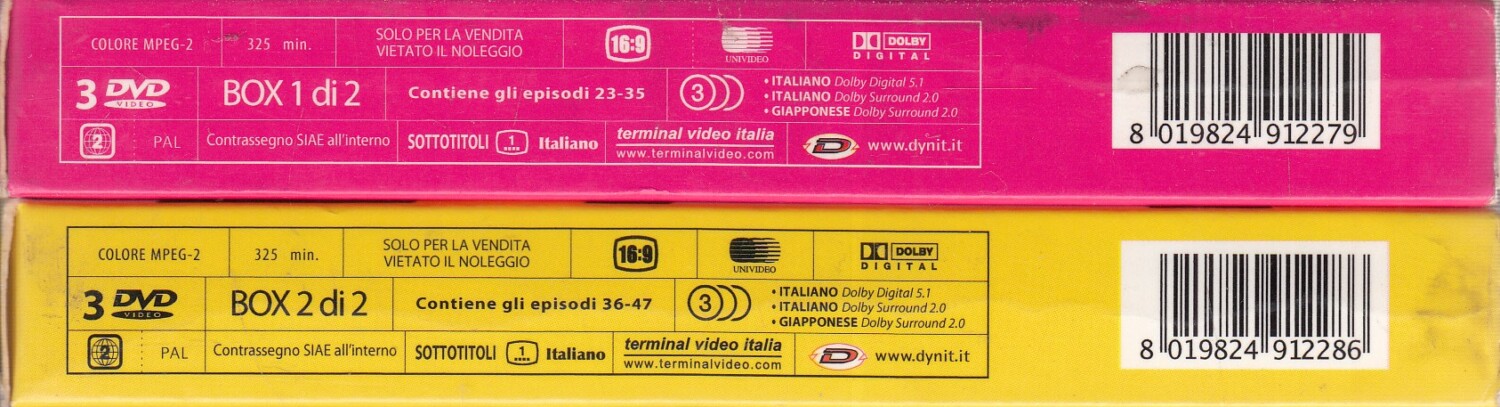 COLORE MPEG-2
325 min.
SOLO PER LA VENDITA
VIETATO IL NOLEGGIO
16:9
UNIVIDEO
DOLBY
DIGITAL
3 DVD
VIDEO
BOX 1 di 2
Contiene gli episodi 23-35
3
• ITALIANO Dolby Digital 5.1
• ITALIANO Dolby Surround 2.0
• GIAPPONESE Dolby Surround 2.0
2
PAL
Contrassegno SIAE all'interno
SOTTOTITOLI 1 Italiano
terminal video italia
www.terminalvideo.com
D www.dynit.it
8 019824 912279
COLORE MPEG-2
325 min.
SOLO PER LA VENDITA
VIETATO IL NOLEGGIO
16:9
UNIVIDEO
DOLBY
DIGITAL
3 DVD
VIDEO
BOX 2 di 2
Contiene gli episodi 36-47
3
• ITALIANO Dolby Digital 5.1
• ITALIANO Dolby Surround 2.0
• GIAPPONESE Dolby Surround 2.0
2
PAL
Contrassegno SIAE all'interno
SOTTOTITOLI 1 Italiano
terminal video italia
www.terminalvideo.com
D www.dynit.it
8 019824 912286